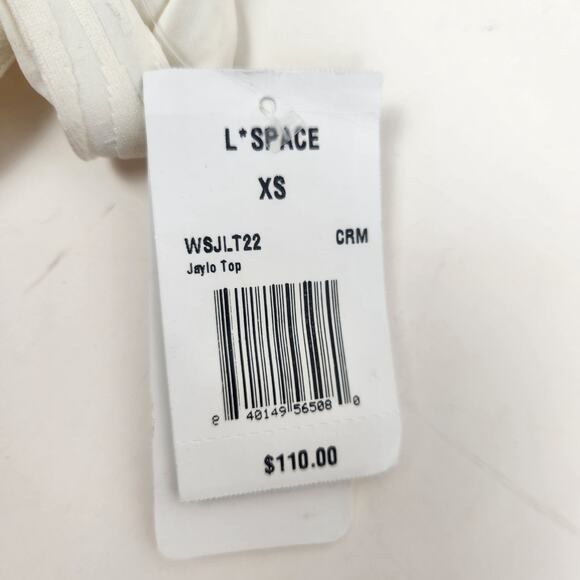 L*SPACE
XS
WSJLT22 CRM
Jaylo Top
8 40149 56508 0
$110.00